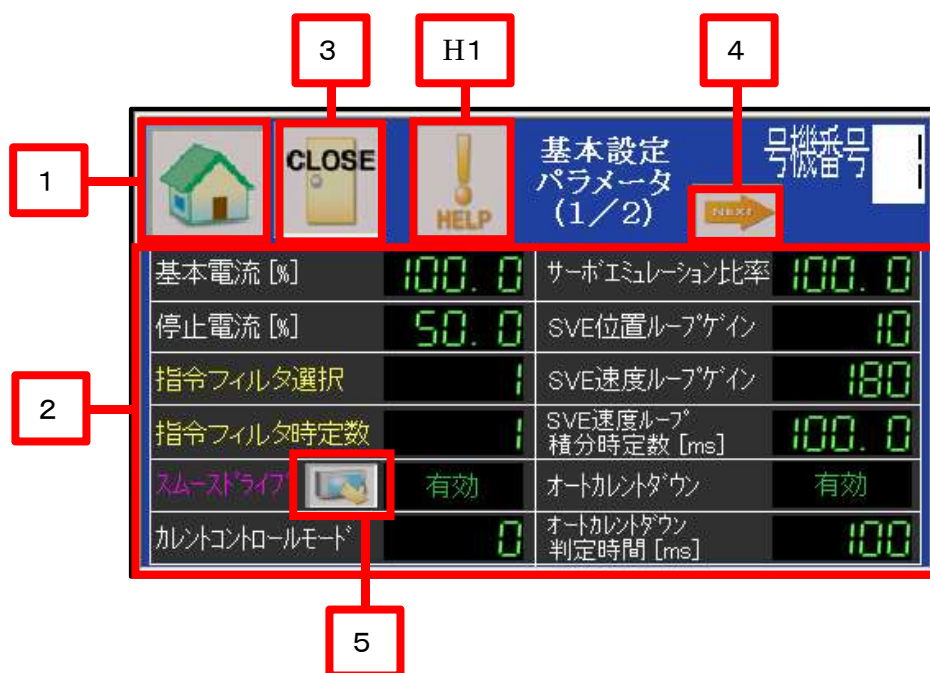 3
H1
4
1
CLOSE
HELP
基本設定
パラメータ
(1／2)
NEXT
号機番号
1
2
基本電流 [%]
100. 0
サーボエミュレーション比率
100. 0
停止電流 [%]
50. 0
SVE位置ループゲイン
10
指令フィルタ選択
1
SVE速度ループゲイン
180
指令フィルタ時定数
1
SVE速度ループ
積分時定数 [ms]
100. 0
スムースドライブ
有効
オートカレントダウン
有効
カレントコントロールモード
0
オートカレントダウン
判定時間 [ms]
100
5